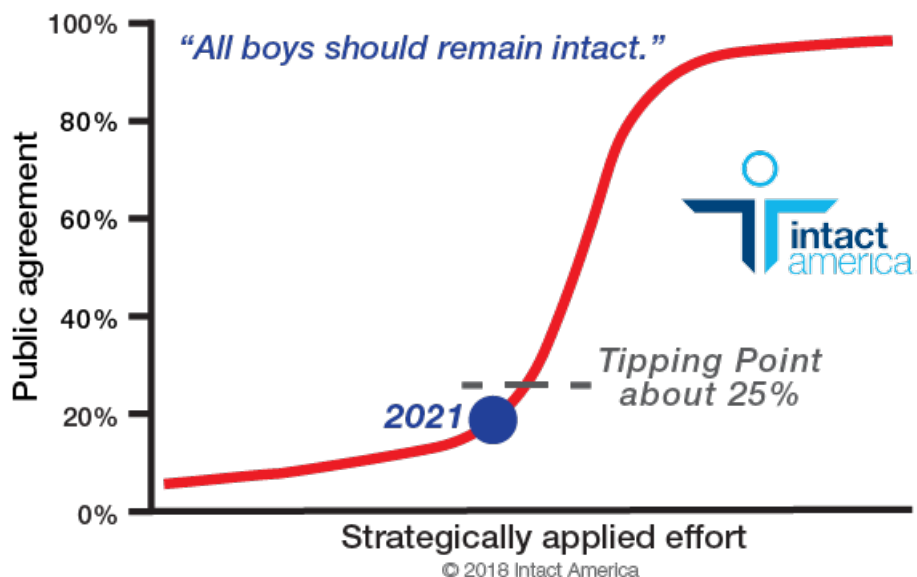 100%
“All boys should remain intact.”
80%
60%
40%
20%
0%
Public agreement
intact
america
Tipping Point
about 25%
2021
Strategically applied effort
© 2018 Intact America